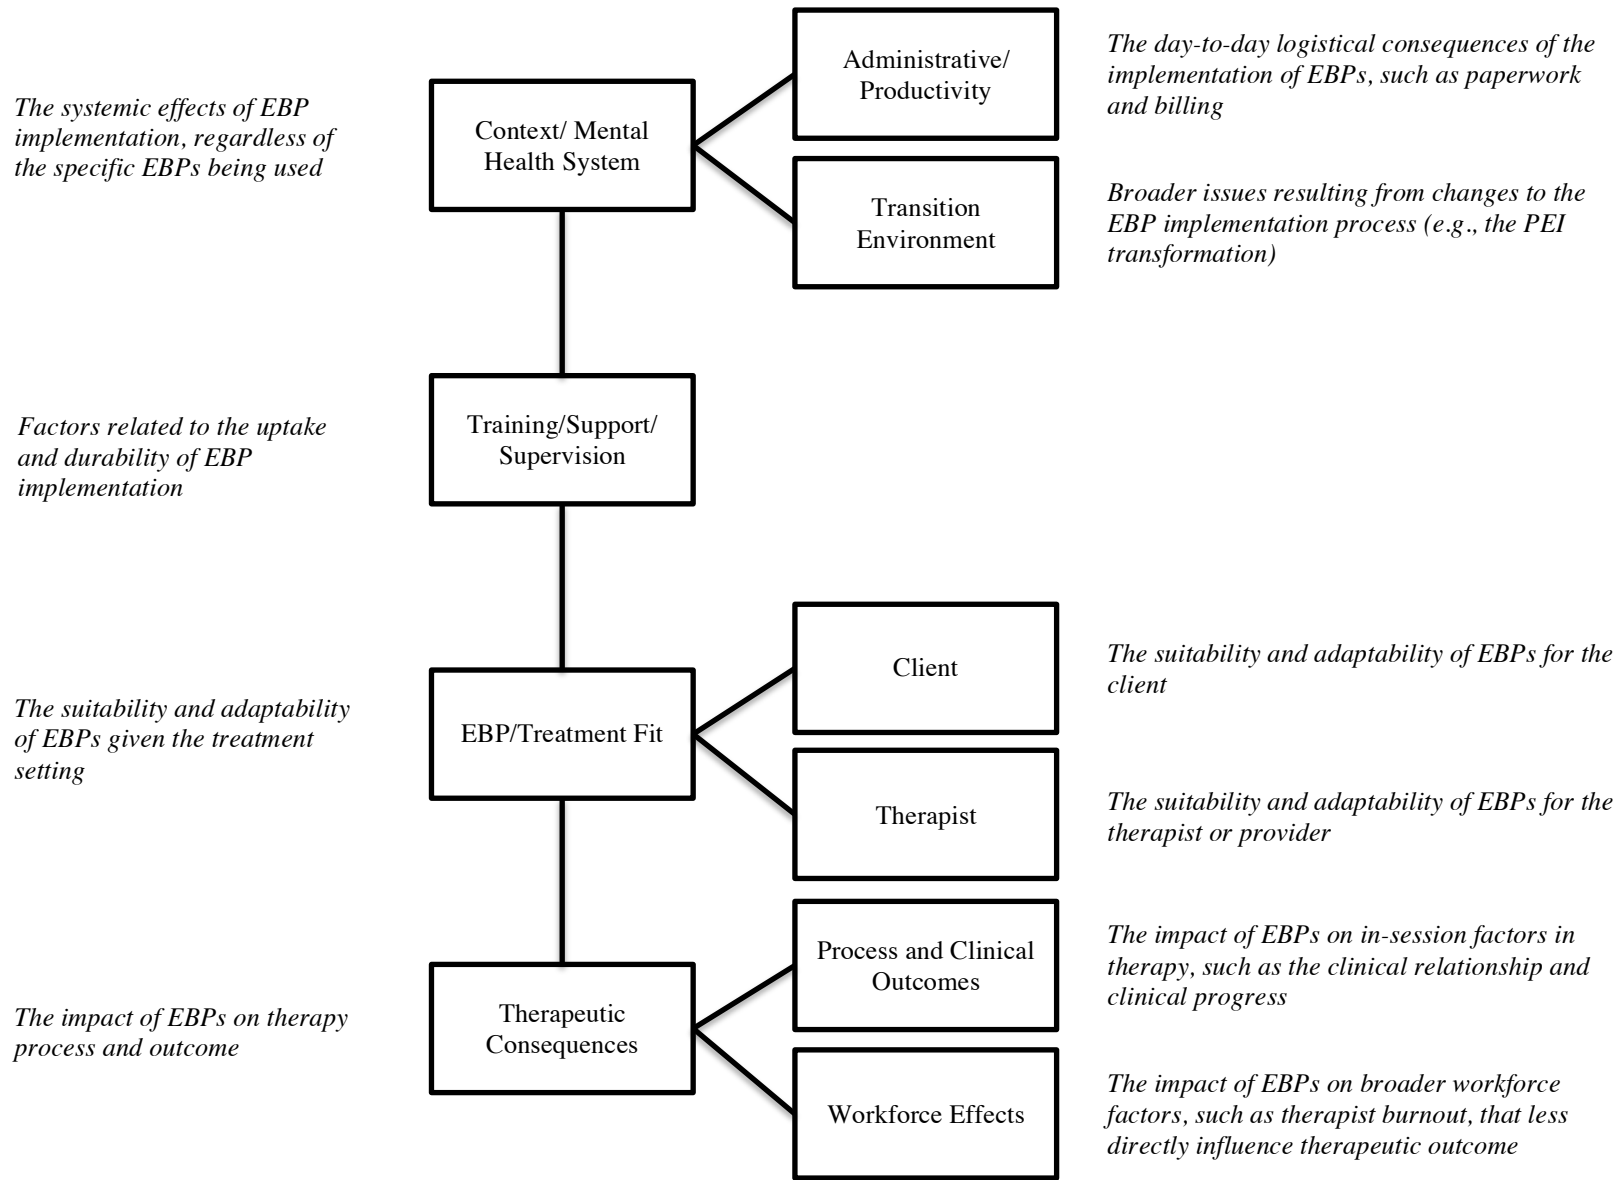 The systemic effects of EBP
implementation, regardless of
the specific EBPs being used
Context/ Mental
Health System
Administrative/
Productivity
The day-to-day logistical consequences of the
implementation of EBPs, such as paperwork
and billing
Transition
Environment
Broader issues resulting from changes to the
EBP implementation process (e.g., the PEI
transformation)
Factors related to the uptake
and durability of EBP
implementation
Training/Support/
Supervision
The suitability and adaptability
of EBPs given the treatment
setting
EBP/Treatment Fit
Client
The suitability and adaptability of EBPs for the
client
Therapist
The suitability and adaptability of EBPs for the
therapist or provider
The impact of EBPs on therapy
process and outcome
Therapeutic
Consequences
Process and Clinical
Outcomes
The impact of EBPs on in-session factors in
therapy, such as the clinical relationship and
clinical progress
Workforce Effects
The impact of EBPs on broader workforce
factors, such as therapist burnout, that less
directly influence therapeutic outcome